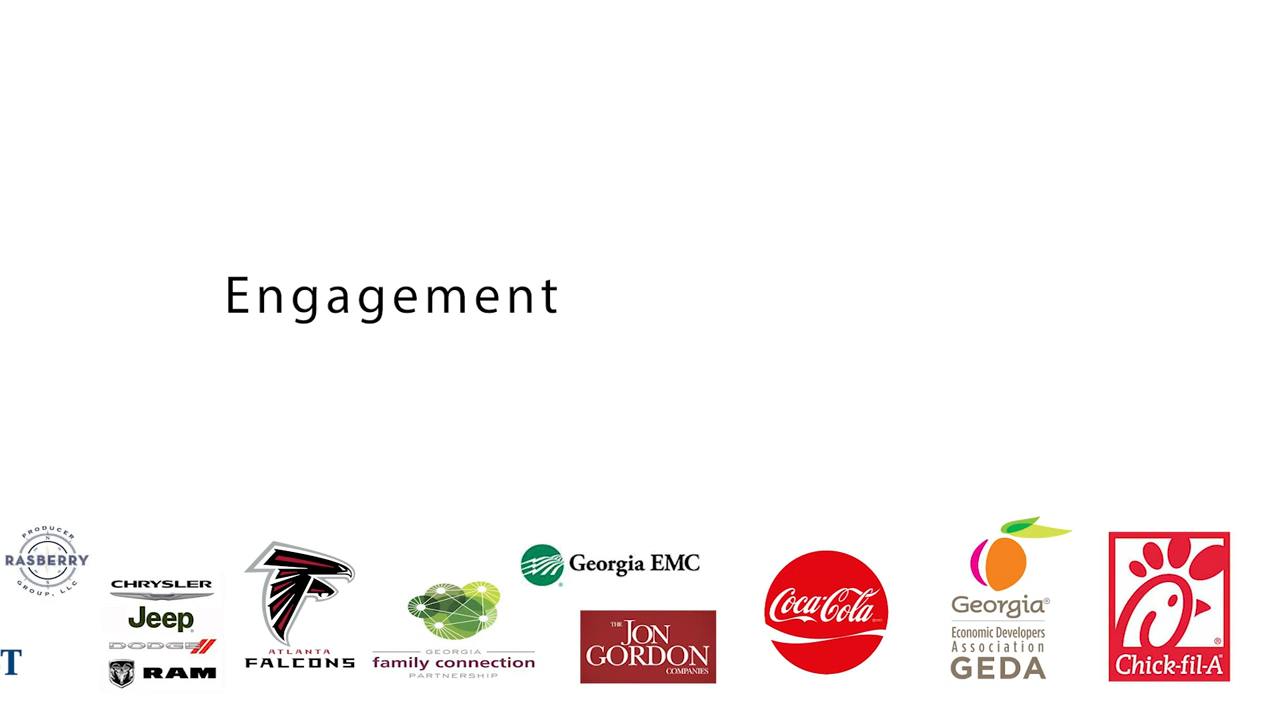 Engagement
PRODUCER
RASBERRY
GROUP, LLC
T
CHRYSLER
Jeep
DODGE
RAM
ATLANTA
FALCONS
GEORGIA
family connection
PARTNERSHIP
Georgia EMC
THE
JON
GORDON
COMPANIES
Coca-Cola
Georgia®
Economic Developers
Association
GEDA
Chick-fil-A®